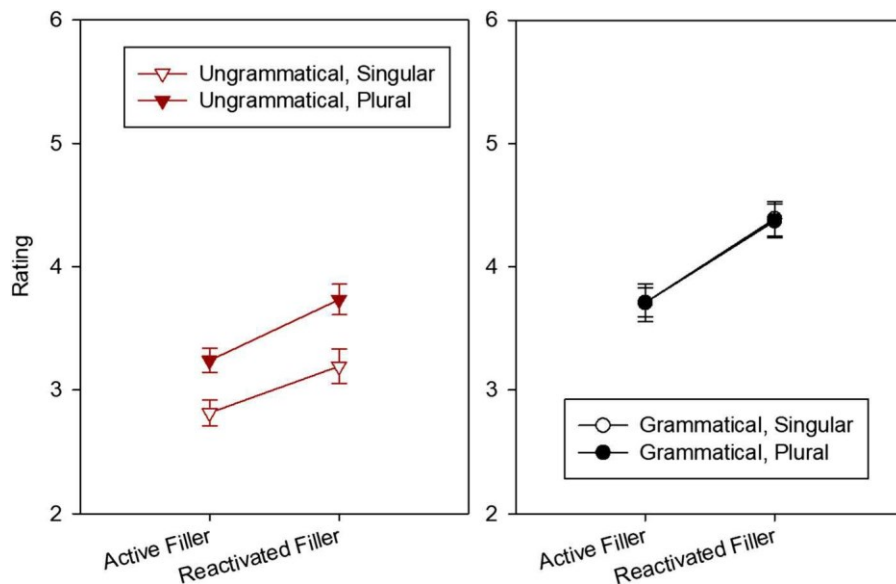 6
5
4
3
2
Rating
Ungrammatical, Singular
Ungrammatical, Plural
Active Filler
Reactivated Filler
6
5
4
3
2
Grammatical, Singular
Grammatical, Plural
Active Filler
Reactivated Filler